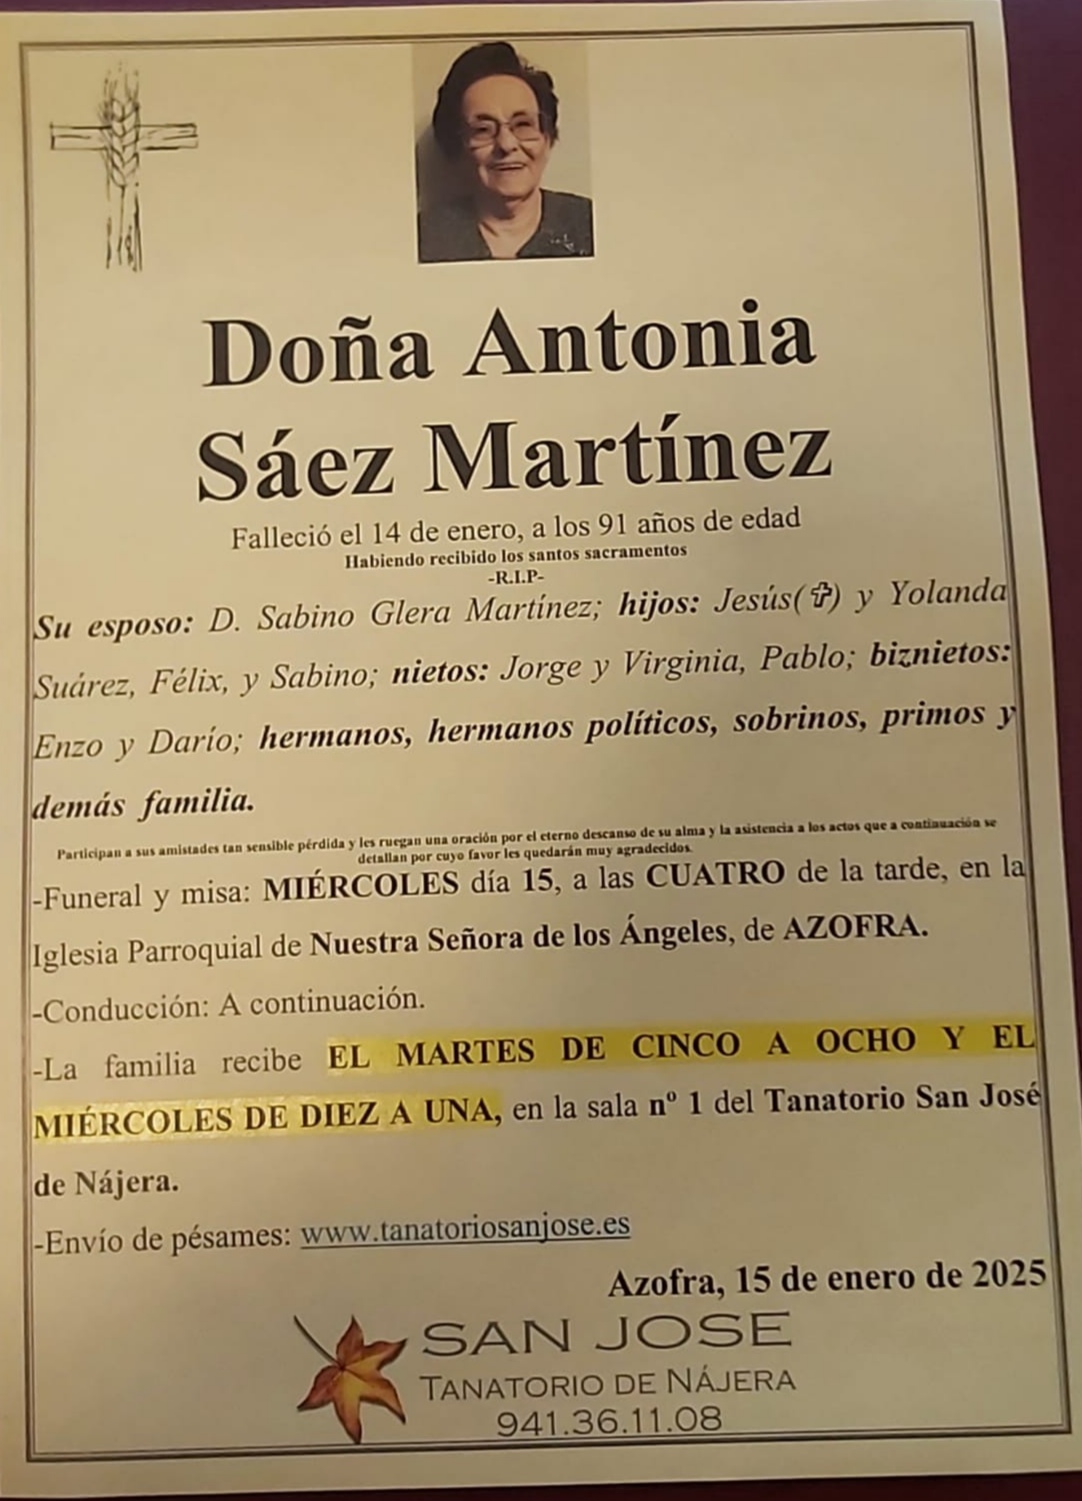 Doña Antonia
Sáez Martínez
Falleció el 14 de enero, a los 91 años de edad
Habiendo recibido los santos sacramentos
-R.I.P-
Su esposo: D. Sabino Glera Martínez; hijos: Jesús(✞) y Yolanda
Suárez, Félix, y Sabino; nietos: Jorge y Virginia, Pablo; biznietos:
Enzo y Darío; hermanos, hermanos políticos, sobrinos, primos y
demás familia.
Participan a sus amistades tan sensible pérdida y les ruegan una oración por el eterno descanso de su alma y la asistencia a los actos que a continuación se
detallan por cuyo favor les quedarán muy agradecidos.
-Funeral y misa: MIÉRCOLES día 15, a las CUATRO de la tarde, en la
Iglesia Parroquial de Nuestra Señora de los Ángeles, de AZOFRA.
-Conducción: A continuación.
-La familia recibe EL MARTES DE CINCO A OCHO Y EL
MIÉRCOLES DE DIEZ A UNA, en la sala nº 1 del Tanatorio San José
de Nájera.
-Envío de pésames: www.tanatoriosanjose.es
Azofra, 15 de enero de 2025
SAN JOSE
TANATORIO DE NÁJERA
941.36.11.08